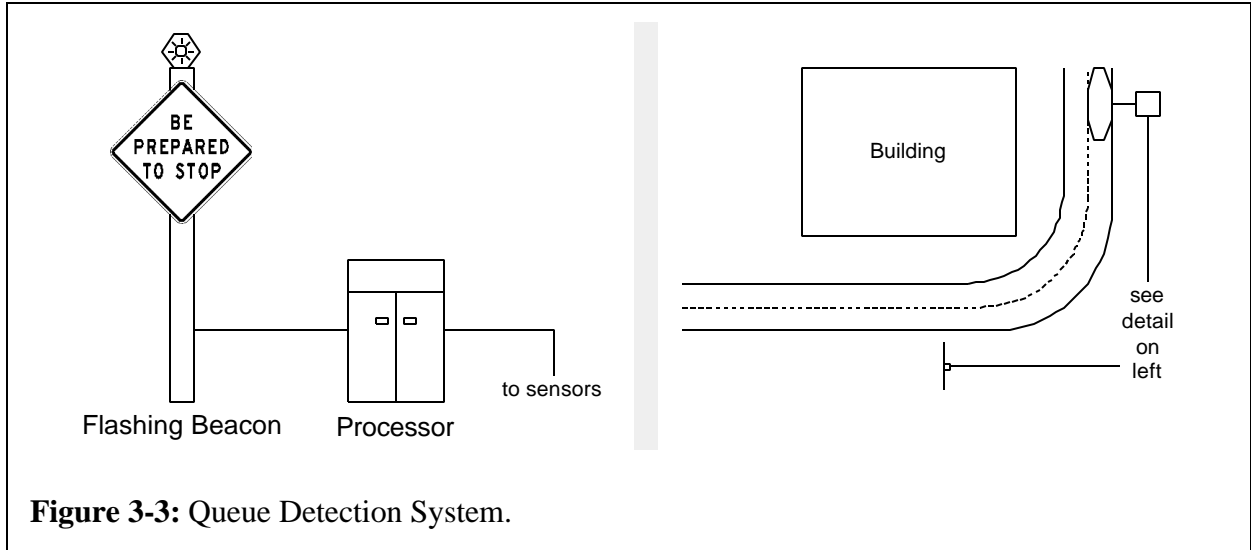 BE
PREPARED
TO STOP
to sensors
Flashing Beacon
Processor
Building
see
detail
on
left
Figure 3-3: Queue Detection System.